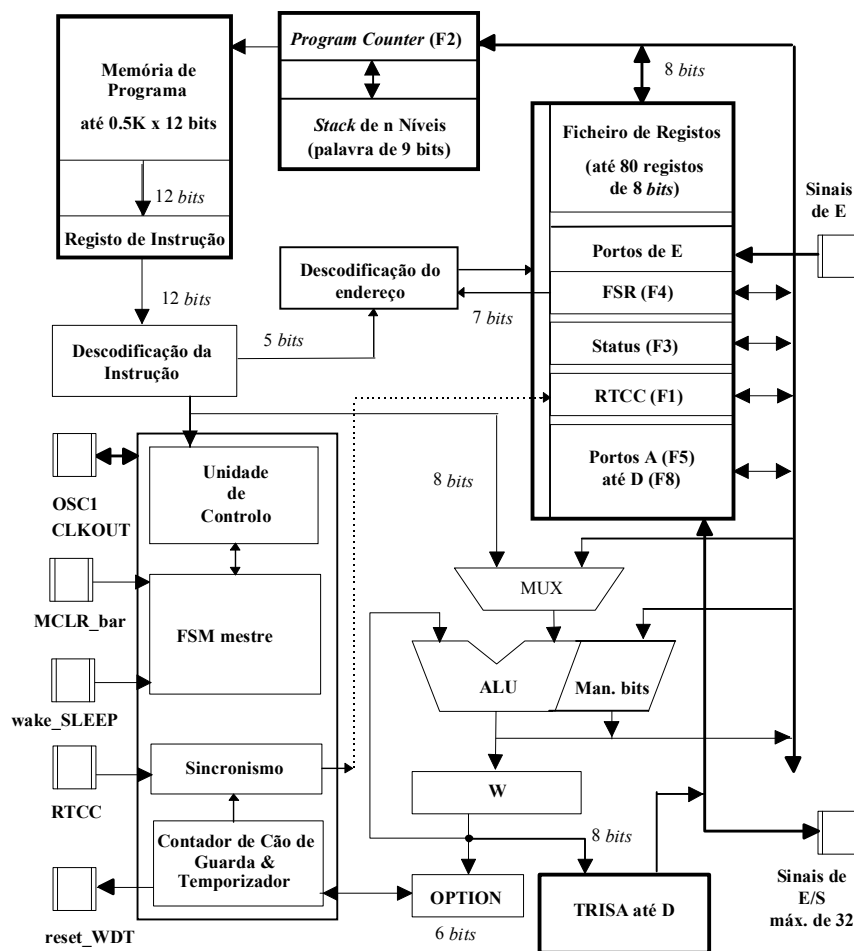 Memória de
Programa
até 0.5K x 12 bits
12 bits
Registo de Instrução
Program Counter (F2)
Stack de n Níveis
(palavra de 9 bits)
8 bits
Ficheiro de Registos
(até 80 registos
de 8 bits)
Portos de E
FSR (F4)
Status (F3)
RTCC (F1)
Portos A (F5)
até D (F8)
Sinais
de E
Descodificação do
endereço
7 bits
12 bits
Descodificação da
Instrução
5 bits
OSC1
CLKOUT
Unidade
de
Controlo
8 bits
MUX
MCLR_bar
FSM mestre
ALU
Man. bits
wake_SLEEP
Sincronismo
RTCC
W
Contador de Cão de
Guarda &
Temporizador
8 bits
reset_WDT
OPTION
6 bits
TRISA até D
Sinais de
E/S
máx. de 32